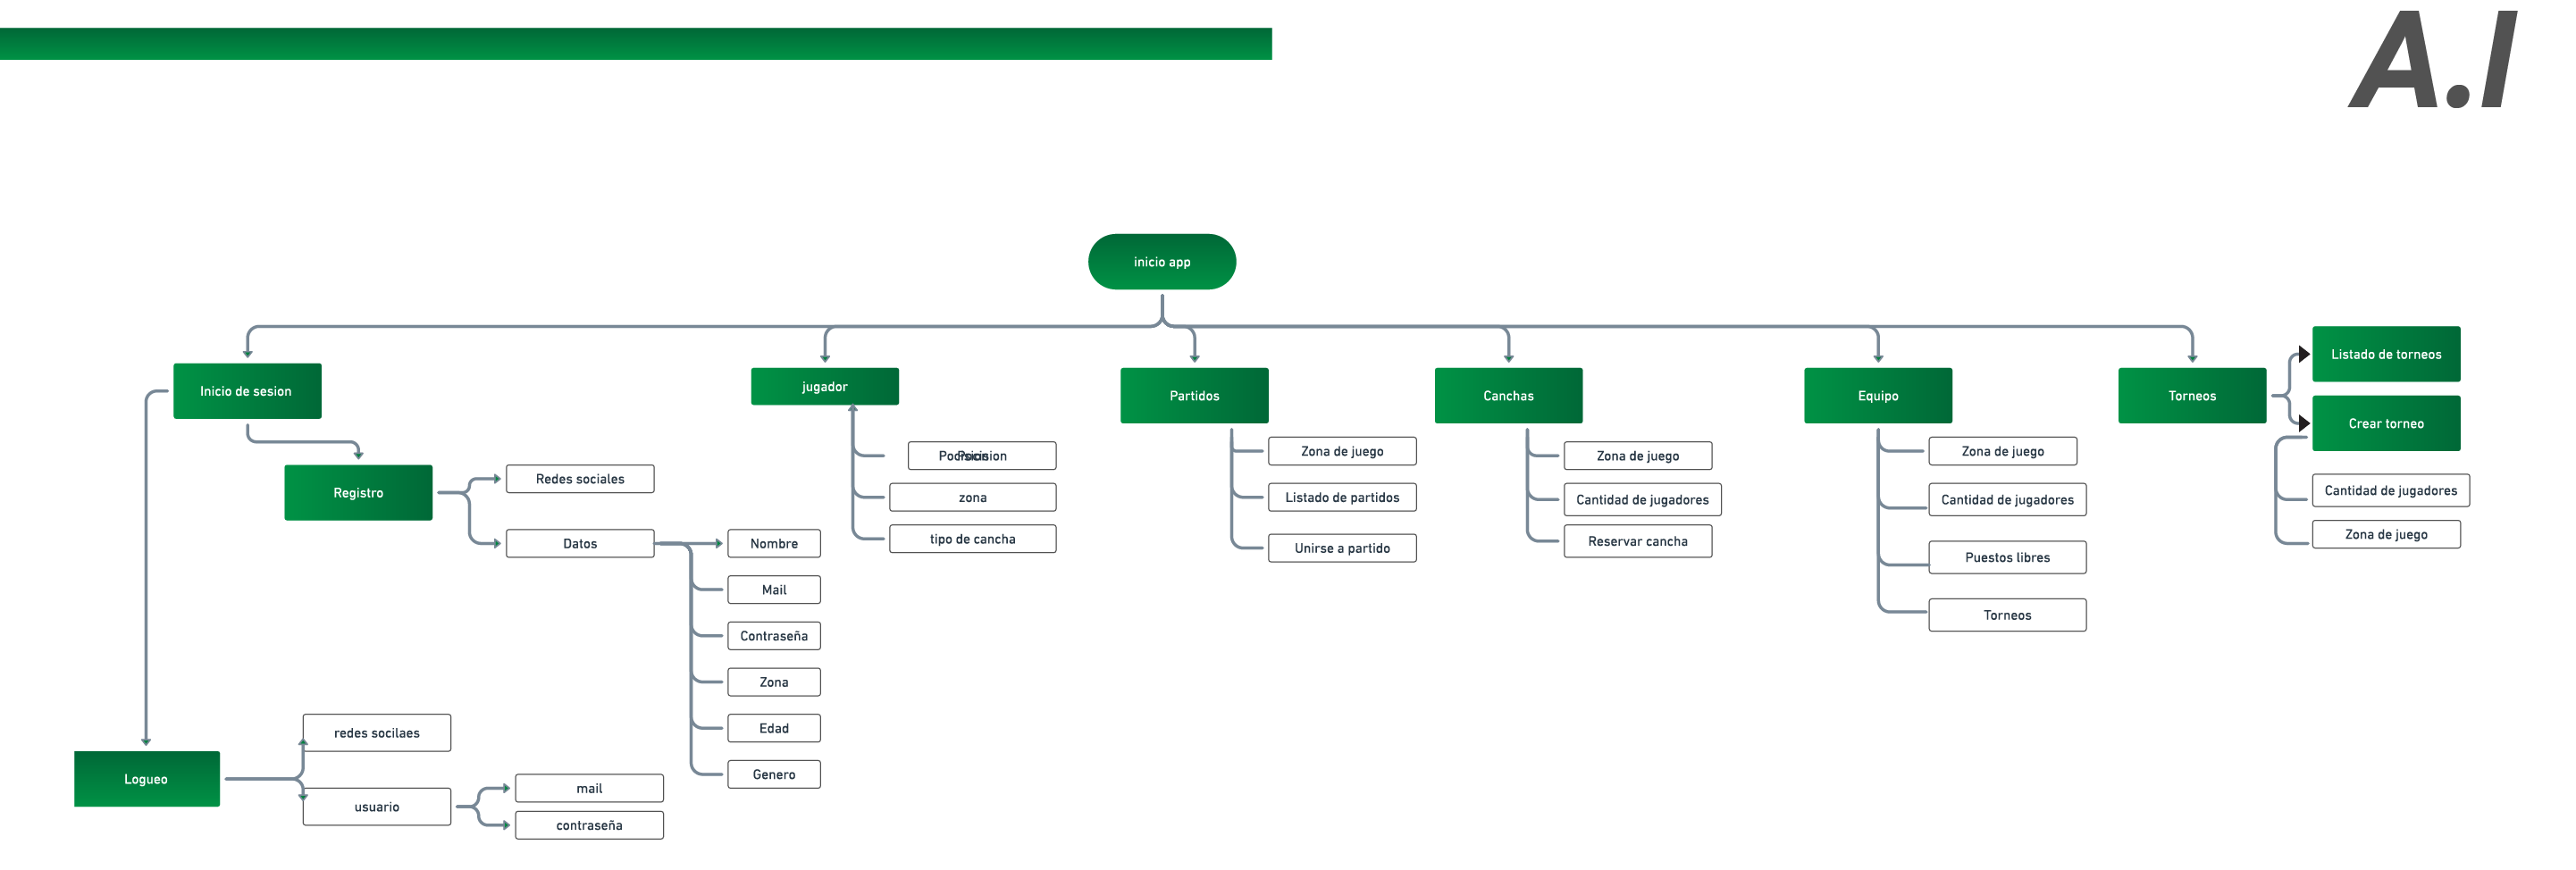 A.I
inicio app
Inicio de sesion
jugador
Partidos
Canchas
Equipo
Torneos
Listado de torneos
Crear torneo
Cantidad de jugadores
Zona de juego
Registro
Redes sociales
Datos
Nombre
Mail
Contraseña
Zona
Edad
Genero
Posicion
zona
tipo de cancha
Zona de juego
Listado de partidos
Unirse a partido
Zona de juego
Cantidad de jugadores
Reservar cancha
Zona de juego
Cantidad de jugadores
Puestos libres
Torneos
Logueo
redes socilaes
usuario
mail
contraseña